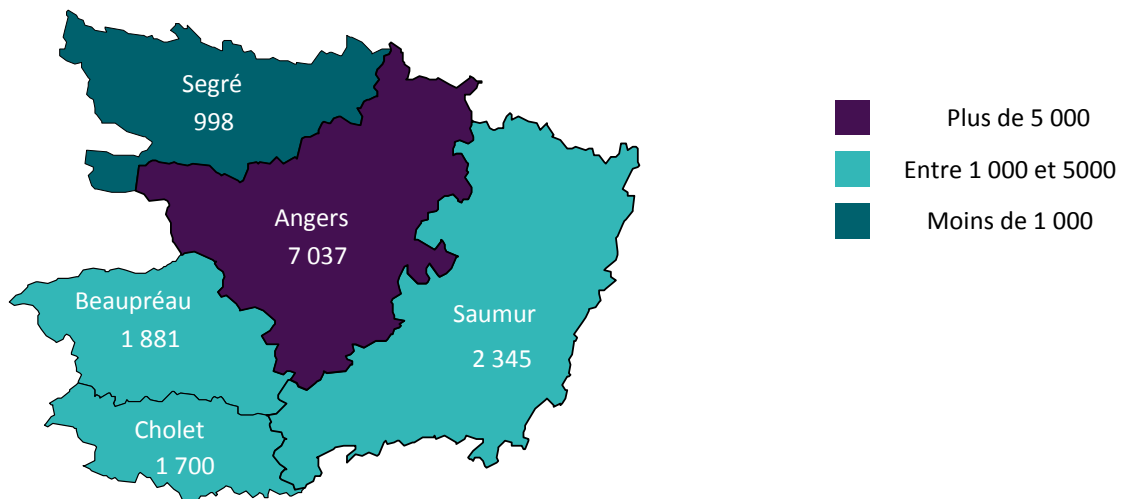 Segré
998
Angers
7 037
Beaupréau
1 881
Saumur
2 345
Cholet
1 700
Plus de 5 000
Entre 1 000 et 5000
Moins de 1 000